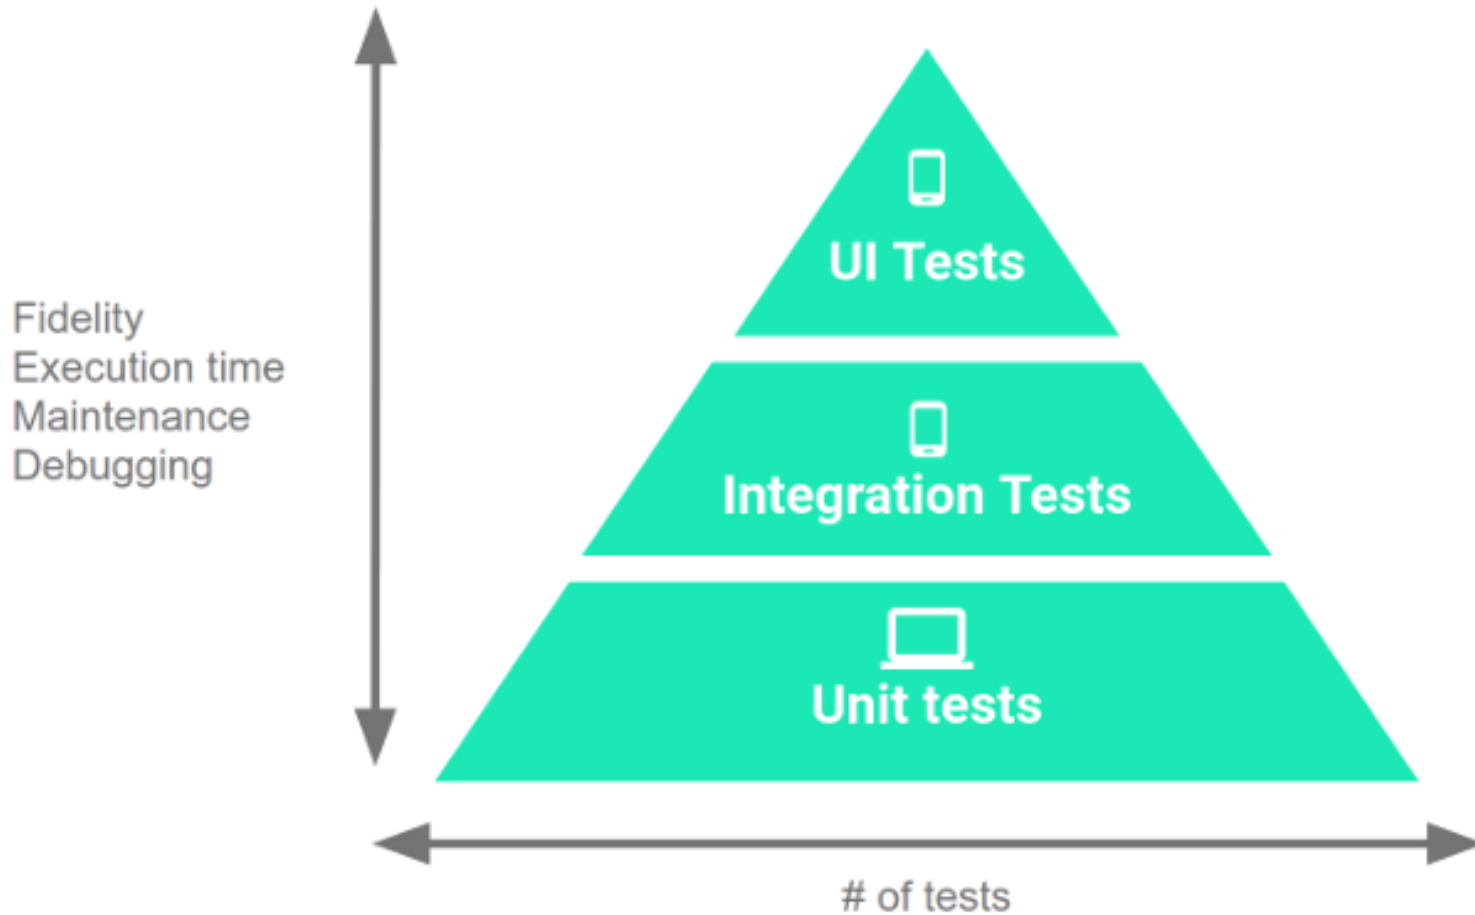 UI Tests
Fidelity
Execution time
Maintenance
Debugging
Integration Tests
Unit tests
# of tests